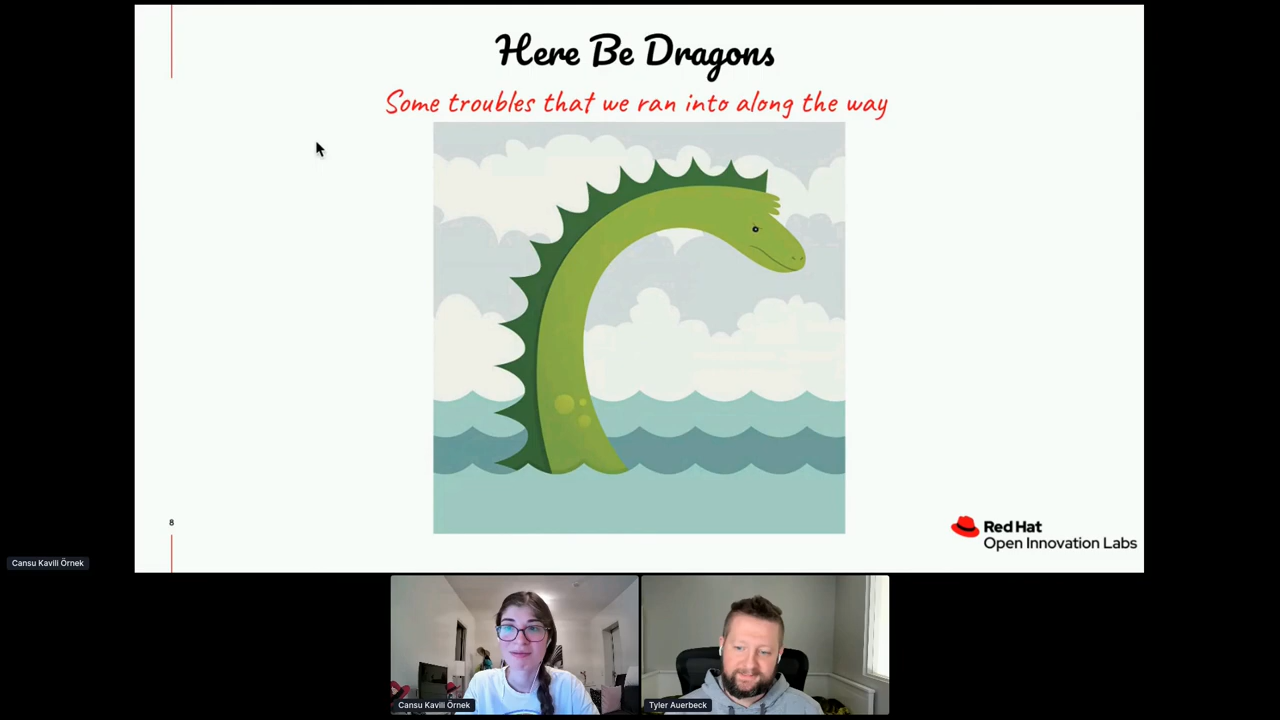 Here Be Dragons
Some troubles that we ran into along the way
8
Red Hat
Open Innovation Labs
Cansu Kavili Örnek
Cansu Kavili Örnek
Tyler Auerbeck